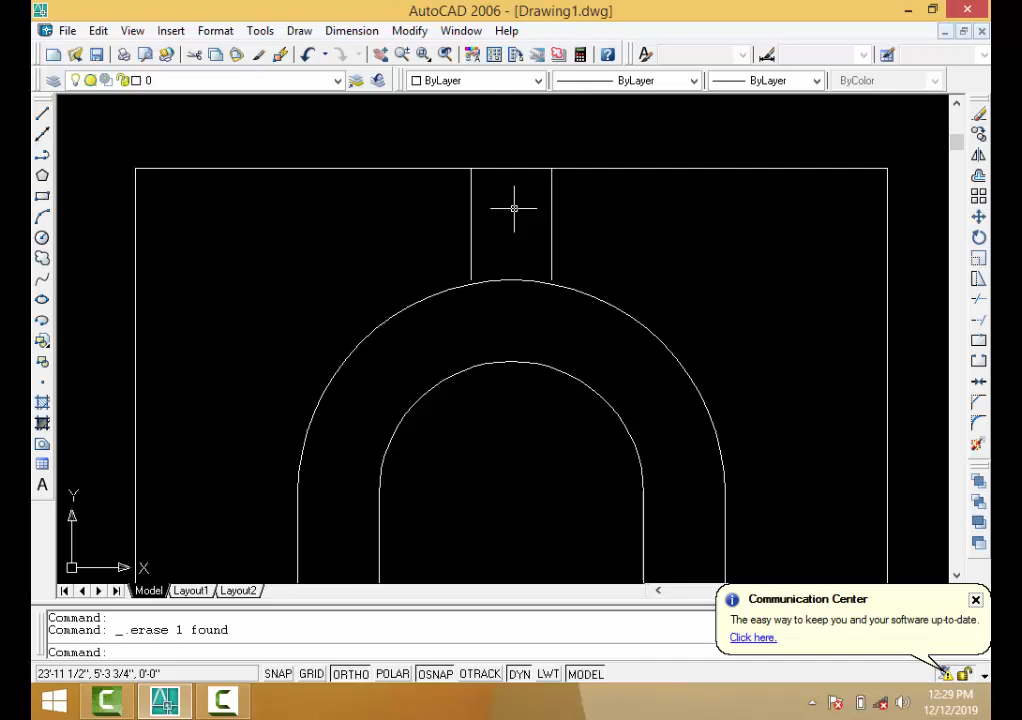 AutoCAD 2006 - [Drawing1.dwg]
File Edit View Insert Format Tools Draw Dimension Modify Window Help
0 ByLayer ByLayer ByLayer ByColor
A
Y
X
Model Layout1 Layout2
Command:
Command: _.erase 1 found
Command:
Communication Center
The easy way to keep you and your software up-to-date.
Click here.
23'-11 1/2", 5'-3 3/4", 0'-0" SNAP GRID ORTHO POLAR OSNAP OTRACK DYN LWT MODEL
12:29 PM
12/12/2019